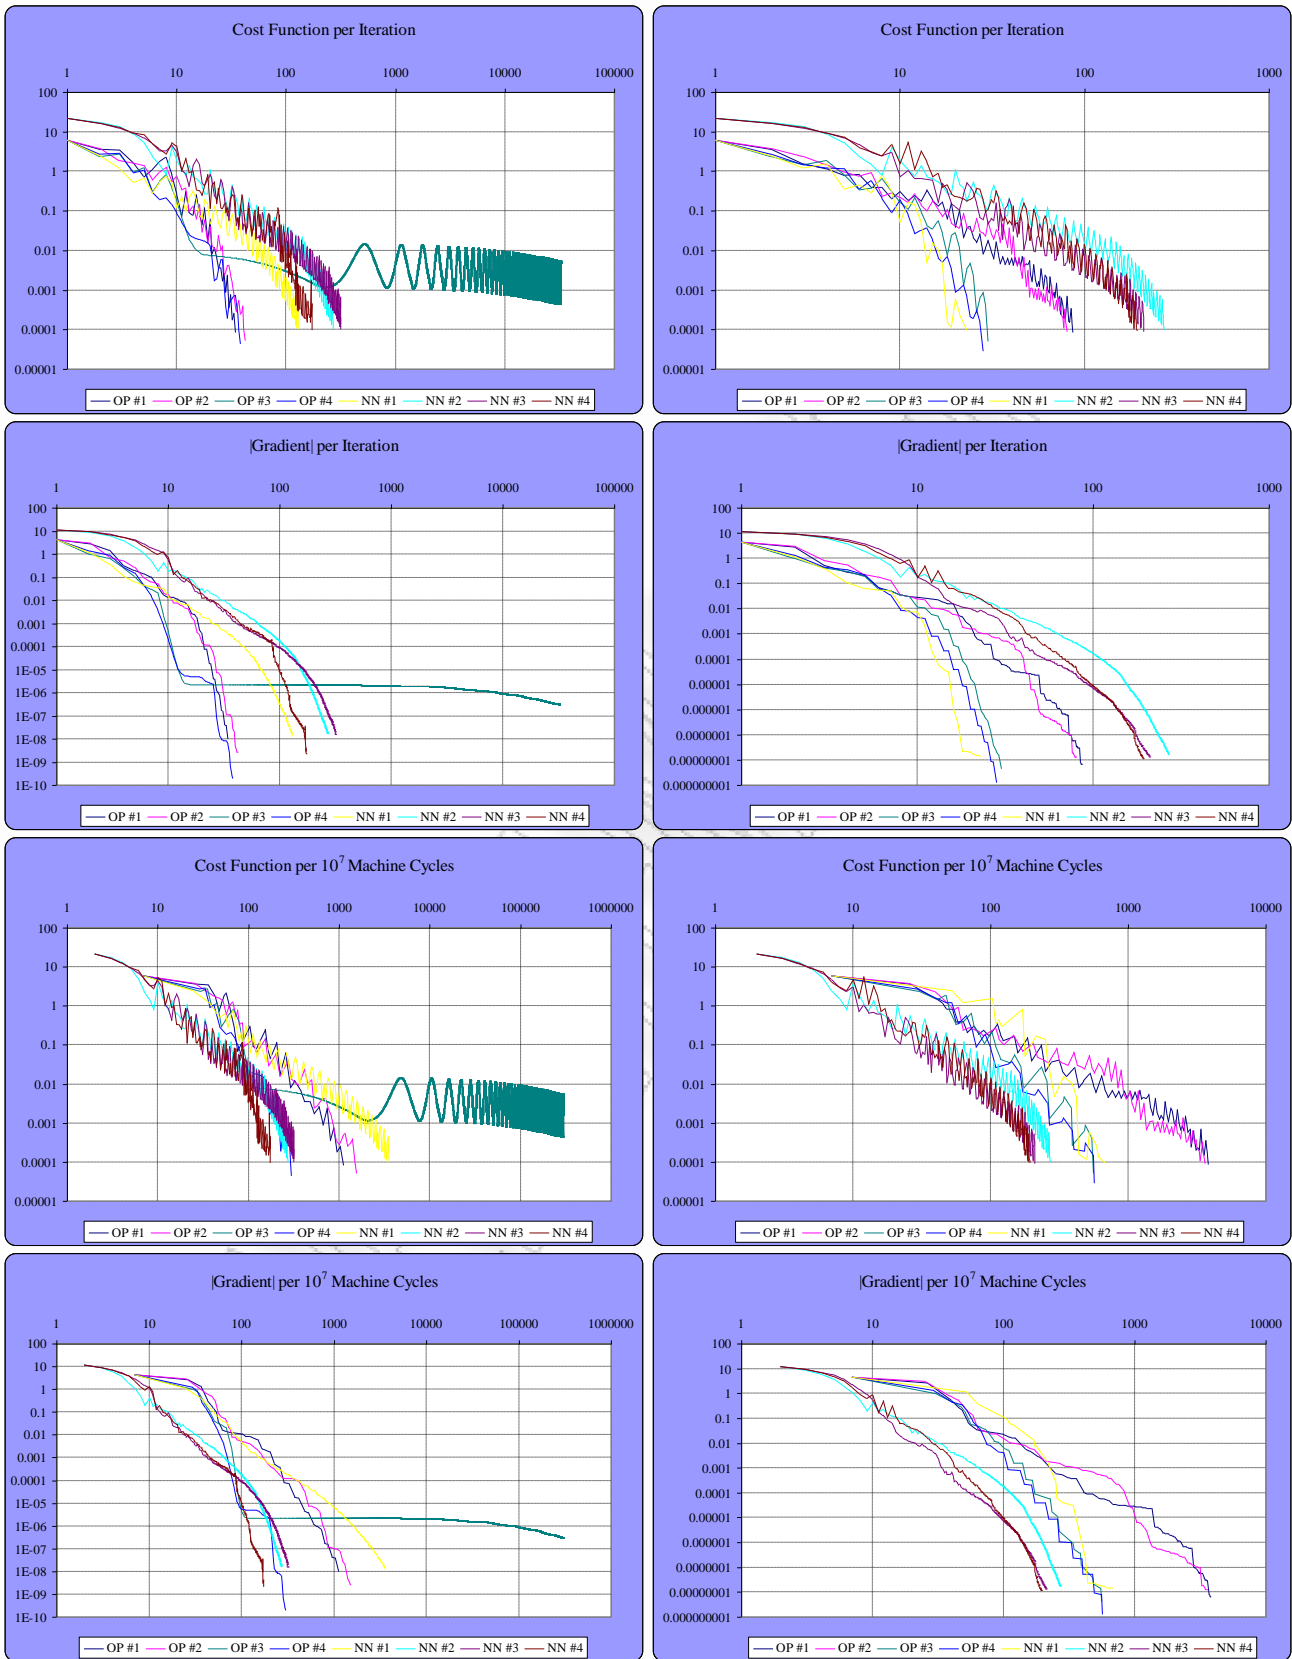 Cost Function per Iteration
1 10 100 1000 10000 100000
100
10
1
0.1
0.01
0.001
0.0001
0.00001
OP #1 OP #2 OP #3 OP #4 NN #1 NN #2 NN #3 NN #4
Cost Function per Iteration
1 10 100 1000
100
10
1
0.1
0.01
0.001
0.0001
0.00001
OP #1 OP #2 OP #3 OP #4 NN #1 NN #2 NN #3 NN #4
|Gradient| per Iteration
1 10 100 1000 10000 100000
100
10
1
0.1
0.01
0.001
0.0001
1E-05
1E-06
1E-07
1E-08
1E-09
1E-10
OP #1 OP #2 OP #3 OP #4 NN #1 NN #2 NN #3 NN #4
|Gradient| per Iteration
1 10 100 1000
100
10
1
0.1
0.01
0.001
0.0001
0.00001
0.000001
0.0000001
0.00000001
0.000000001
OP #1 OP #2 OP #3 OP #4 NN #1 NN #2 NN #3 NN #4
Cost Function per 10⁷ Machine Cycles
1 10 100 1000 10000 100000 1000000
100
10
1
0.1
0.01
0.001
0.0001
0.00001
OP #1 OP #2 OP #3 OP #4 NN #1 NN #2 NN #3 NN #4
Cost Function per 10⁷ Machine Cycles
1 10 100 1000 10000
100
10
1
0.1
0.01
0.001
0.0001
0.00001
OP #1 OP #2 OP #3 OP #4 NN #1 NN #2 NN #3 NN #4
|Gradient| per 10⁷ Machine Cycles
1 10 100 1000 10000 100000 1000000
100
10
1
0.1
0.01
0.001
0.0001
1E-05
1E-06
1E-07
1E-08
1E-09
1E-10
OP #1 OP #2 OP #3 OP #4 NN #1 NN #2 NN #3 NN #4
|Gradient| per 10⁷ Machine Cycles
1 10 100 1000 10000
100
10
1
0.1
0.01
0.001
0.0001
0.00001
0.000001
0.0000001
0.00000001
0.000000001
OP #1 OP #2 OP #3 OP #4 NN #1 NN #2 NN #3 NN #4